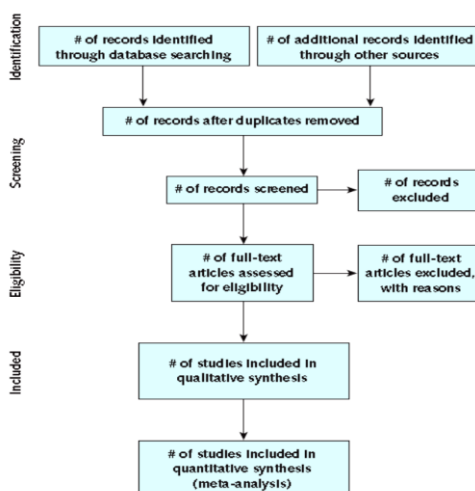 Identification
# of records identified
through database searching
# of additional records identified
through other sources
Screening
# of records after duplicates removed
# of records screened
# of records
excluded
Eligibility
# of full-text
articles assessed
for eligibility
# of full-text
articles excluded,
with reasons
Included
# of studies included in
qualitative synthesis
# of studies included in
quantitative synthesis
(meta-analysis)